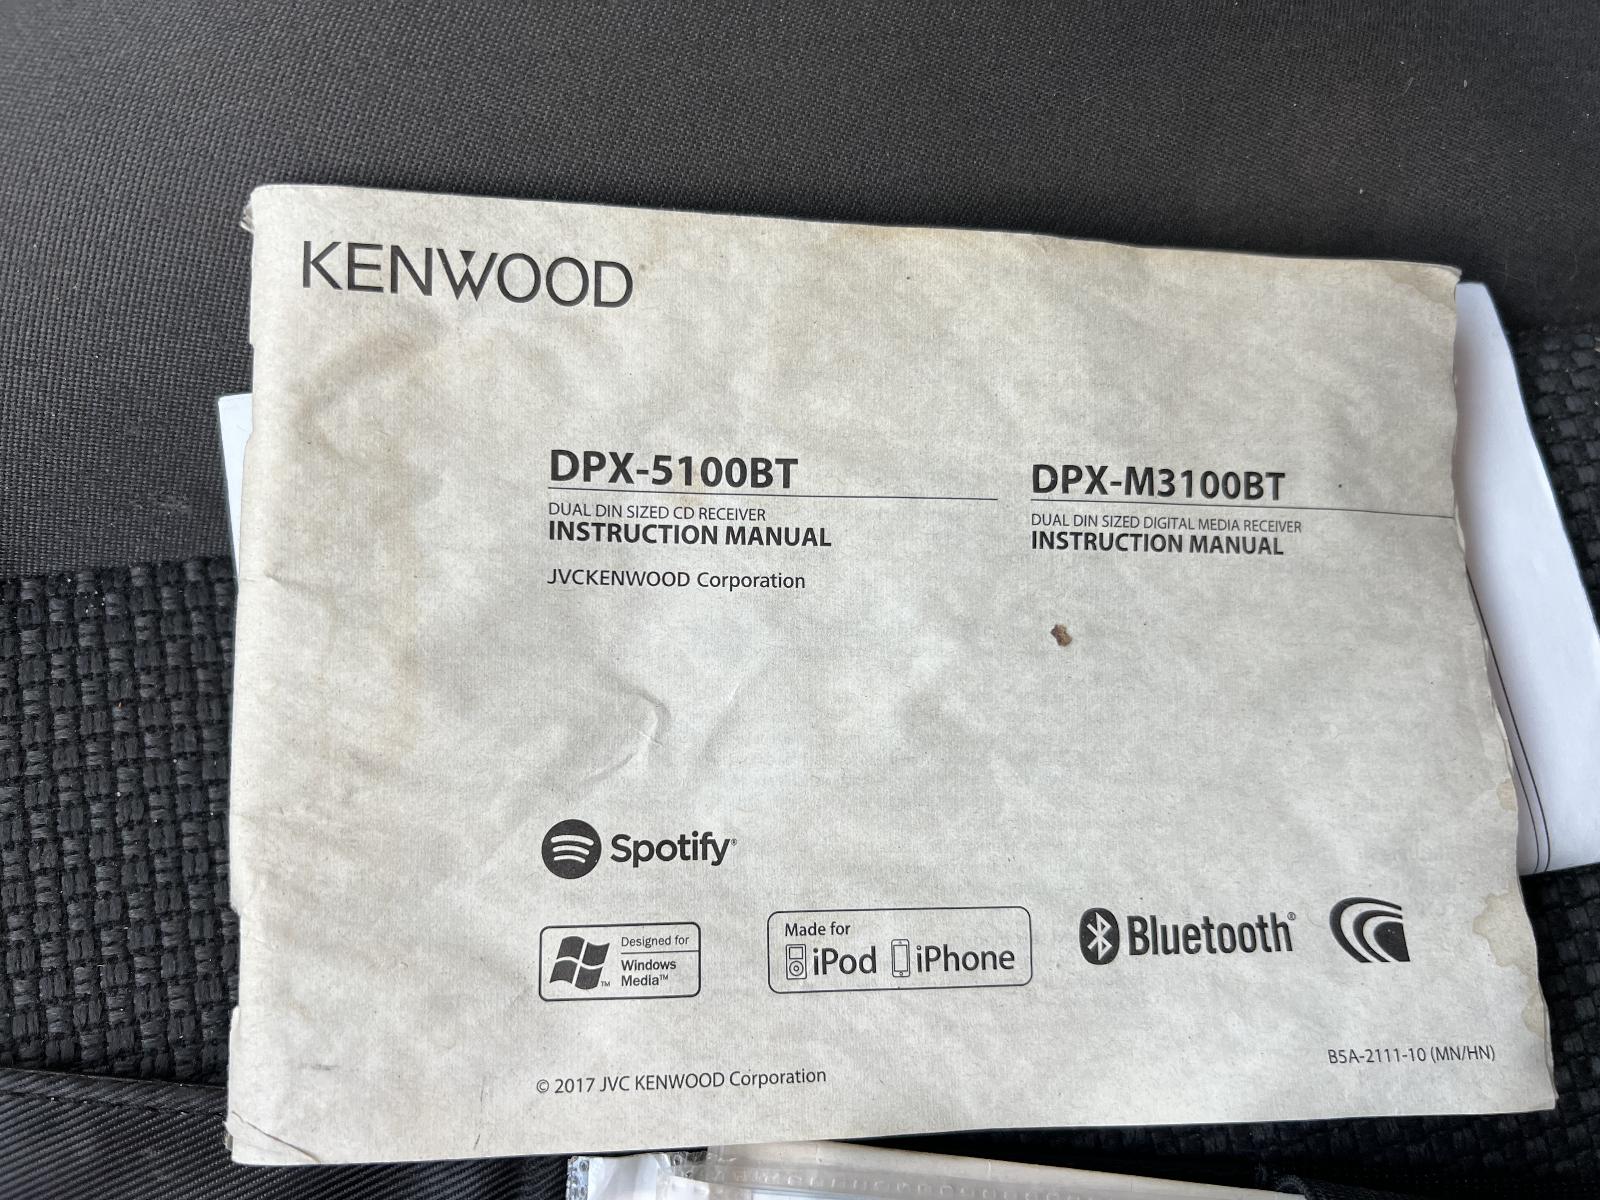 KENWOOD
DPX-5100BT
DUAL DIN SIZED CD RECEIVER
INSTRUCTION MANUAL
JVCKENWOOD Corporation
DPX-M3100BT
DUAL DIN SIZED DIGITAL MEDIA RECEIVER
INSTRUCTION MANUAL
Spotify®
Designed for
Windows
Media™
Made for
iPod iPhone
Bluetooth®
© 2017 JVC KENWOOD Corporation
B5A-2111-10 (MN/HN)